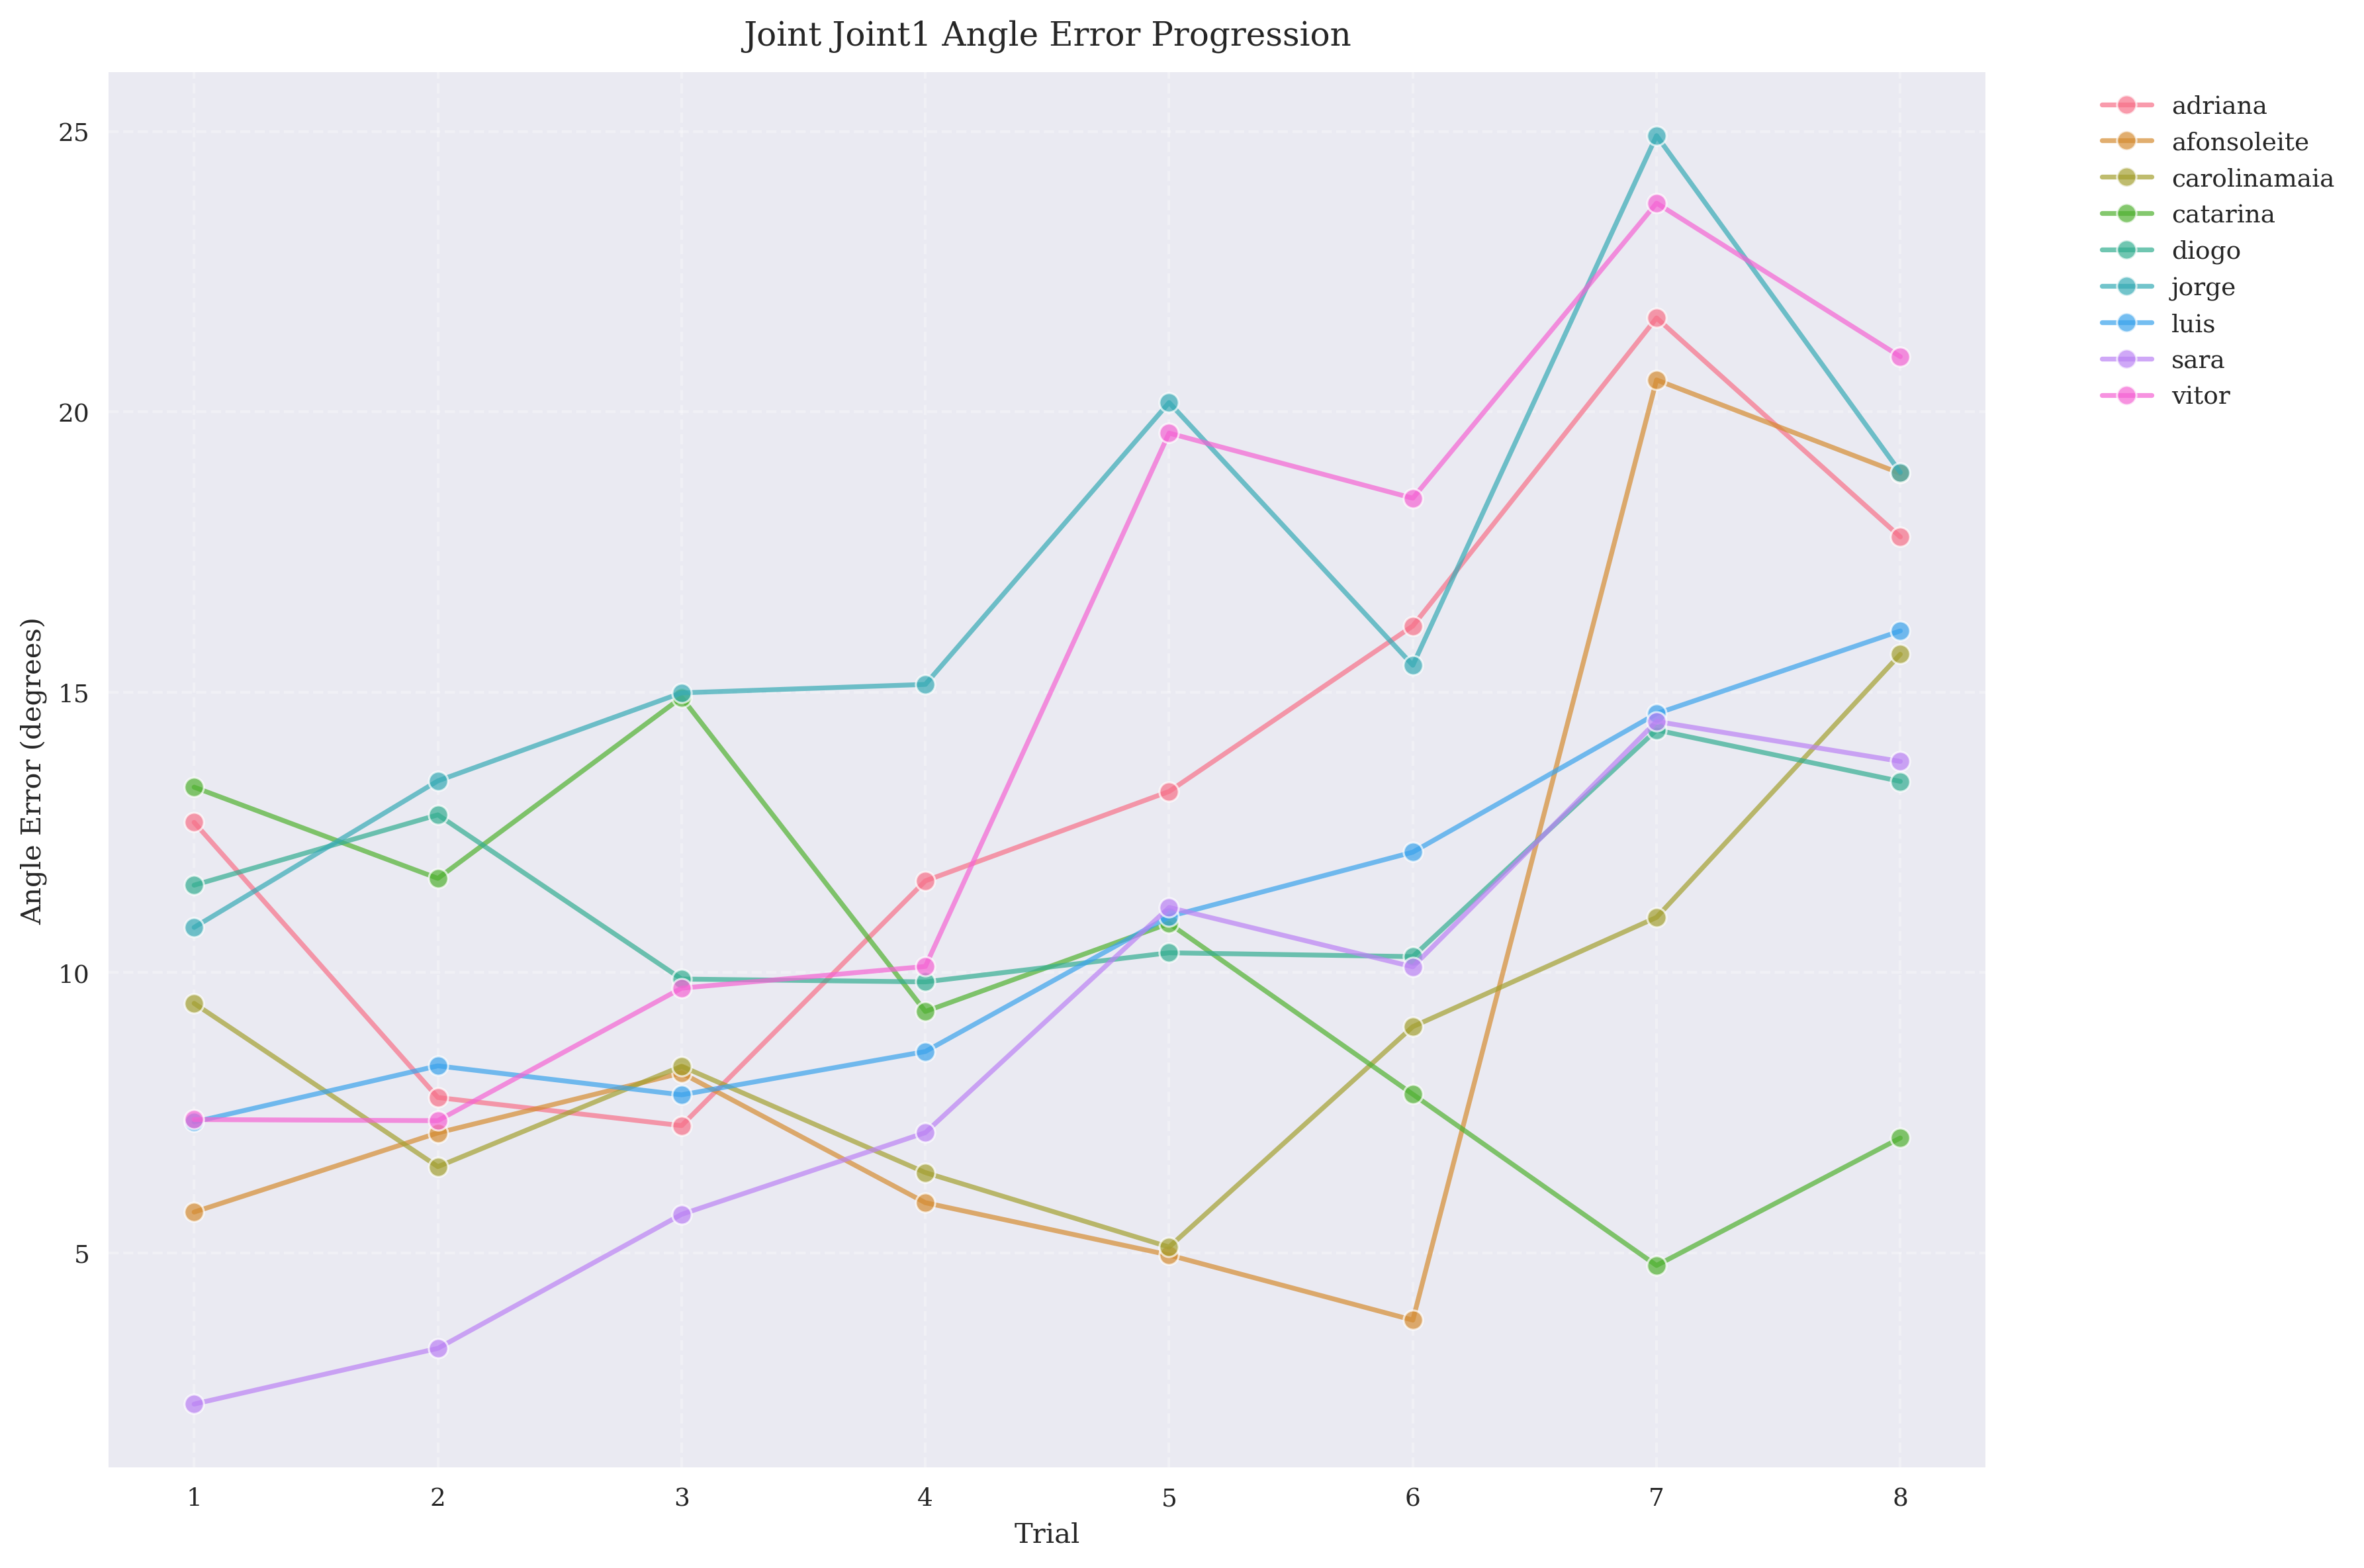 Joint Joint1 Angle Error Progression
25
20
15
10
5
Angle Error (degrees)
1 2 3 4 5 6 7 8
Trial
adriana
afonsoleite
carolinamaia
catarina
diogo
jorge
luis
sara
vitor